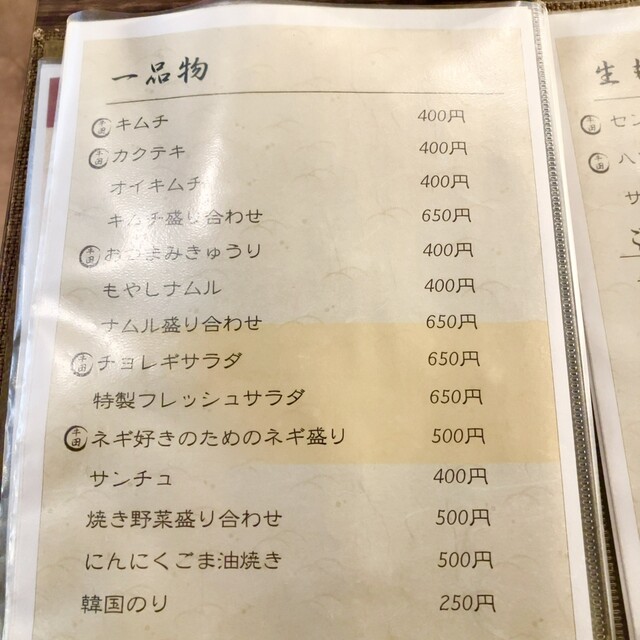 一品物
キムチ 400円
カクテキ 400円
オイキムチ 400円
キムチ盛り合わせ 650円
おつまみきゅうり 400円
もやしナムル 400円
ナムル盛り合わせ 650円
チョレギサラダ 650円
特製フレッシュサラダ 650円
ネギ好きのためのネギ盛り 500円
サンチュ 400円
焼き野菜盛り合わせ 500円
にんにくごま油焼き 500円
韓国のり 250円
生
セン
ハ
サ